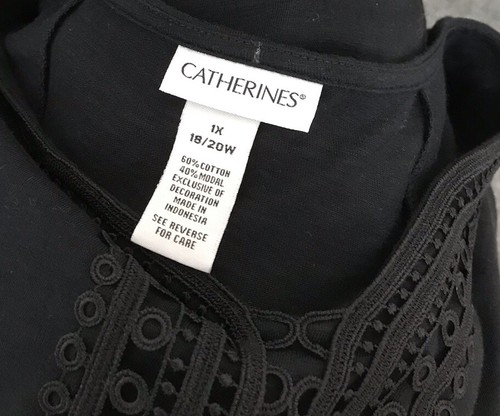 CATHERINES®
1X
18/20W
60% COTTON
40% MODAL
EXCLUSIVE OF
DECORATION
MADE IN
INDONESIA
SEE REVERSE
FOR CARE